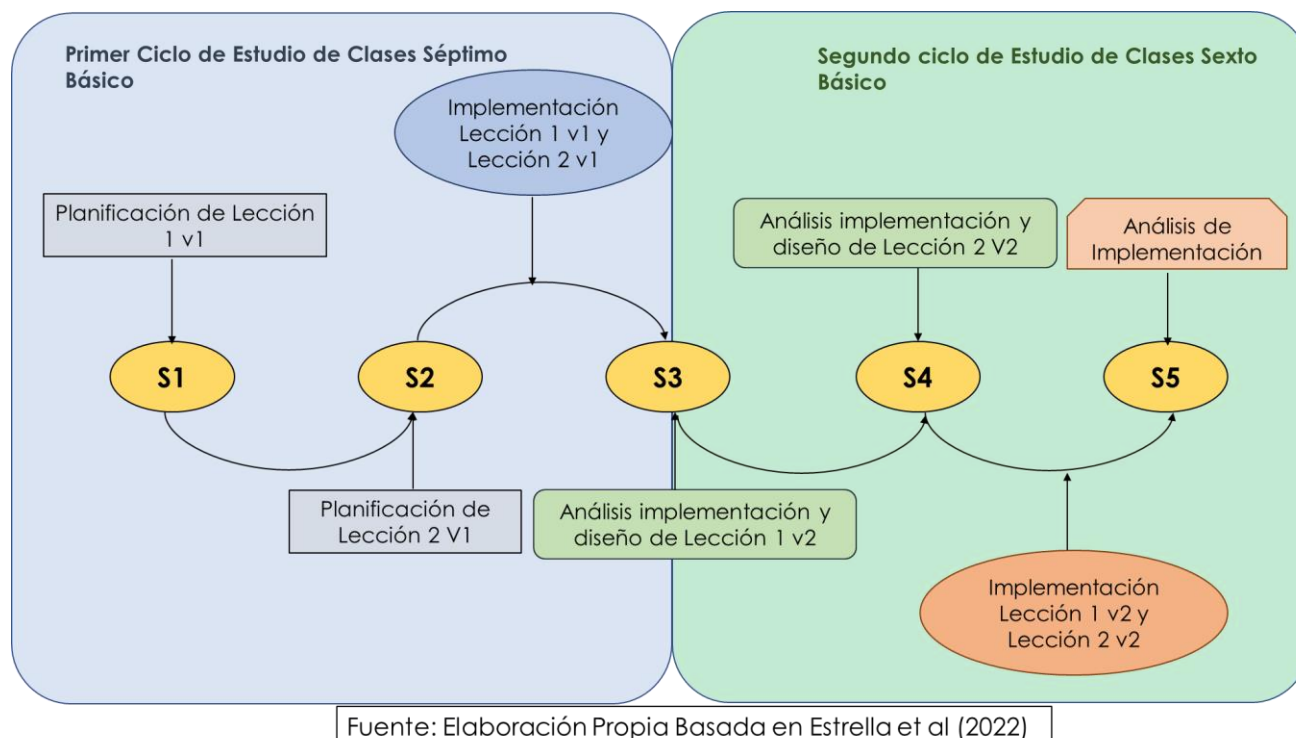 Primer Ciclo de Estudio de Clases Séptimo
Básico
Segundo ciclo de Estudio de Clases Sexto
Básico
Implementación
Lección 1 v1 y
Lección 2 v1
Planificación de Lección
1 v1
Análisis implementación y
diseño de Lección 2 V2
Análisis de
Implementación
S1
S2
S3
S4
S5
Planificación de
Lección 2 V1
Análisis implementación y
diseño de Lección 1 v2
Implementación
Lección 1 v2 y
Lección 2 v2
Fuente: Elaboración Propia Basada en Estrella et al (2022)